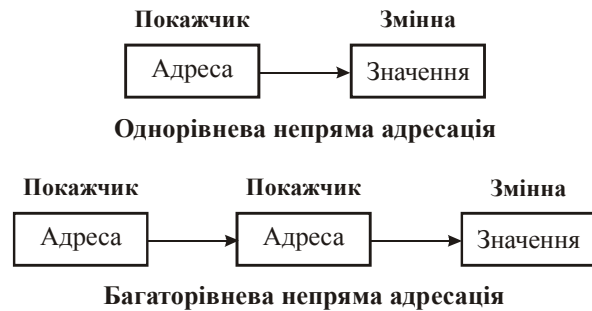 Покажчик Змінна
Адреса Значення
Однорівнева непряма адресація
Покажчик Покажчик Змінна
Адреса Адреса Значення
Багаторівнева непряма адресація